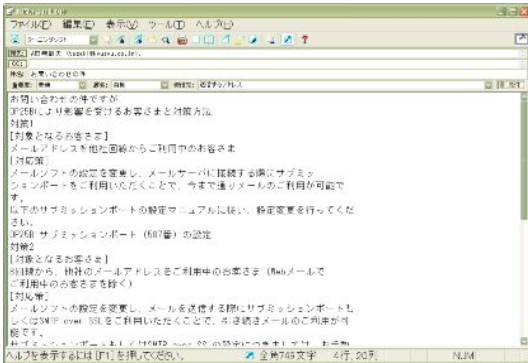 ファイル(F) 編集(E) 表示(V) ツール(T) ヘルプ(H)
CC:
件名: お問い合わせの件
重要度: 普通 署名: 自動
お問い合わせの件ですが
OP25Bにより影響を受けるお客さまと対策方法
対策1
[対象となるお客さま]
メールアドレスを他社回線からご利用中のお客さま
[対応策]
メールソフトの設定を変更し、メールサーバに接続する際にサブミッ
ションポートをご利用いただくことで、今まで通りメールのご利用が可能で
す。
以下のサブミッションポートの設定マニュアルに従い、設定変更を行ってくだ
さい。
OP25B サブミッションポート (587番) の設定
対策2
[対象となるお客さま]
回線から、他社のメールアドレスをご利用中のお客さま (Webメールで
ご利用中のお客さまを除く)
[対応策]
メールソフトの設定を変更し、メールを送信する際にサブミッションポートも
しくはSMTP over SSLをご利用いただくことで、引き続きメールのご利用が可
能です。
ヘルプを表示するには[F1]を押してください。 全角746文字 4行, 20列 NUM